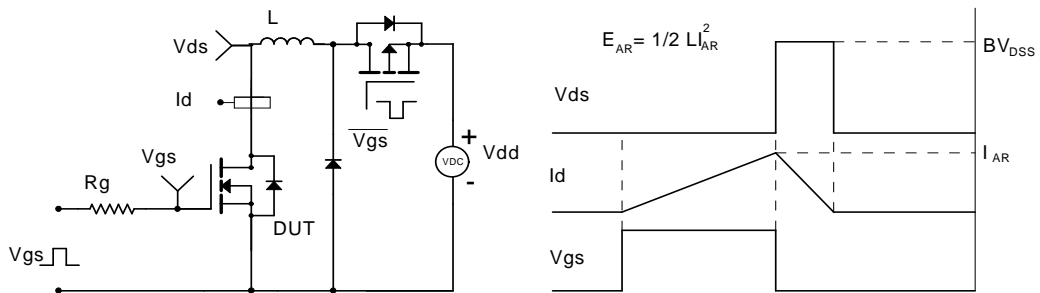 L
Vds
Id
Vgs
Vgs
Rg
DUT
Vgs
VDC
+
-
Vdd
E_AR= 1/2 LI_AR^2
BV_DSS
Vds
I_AR
Id
Vgs